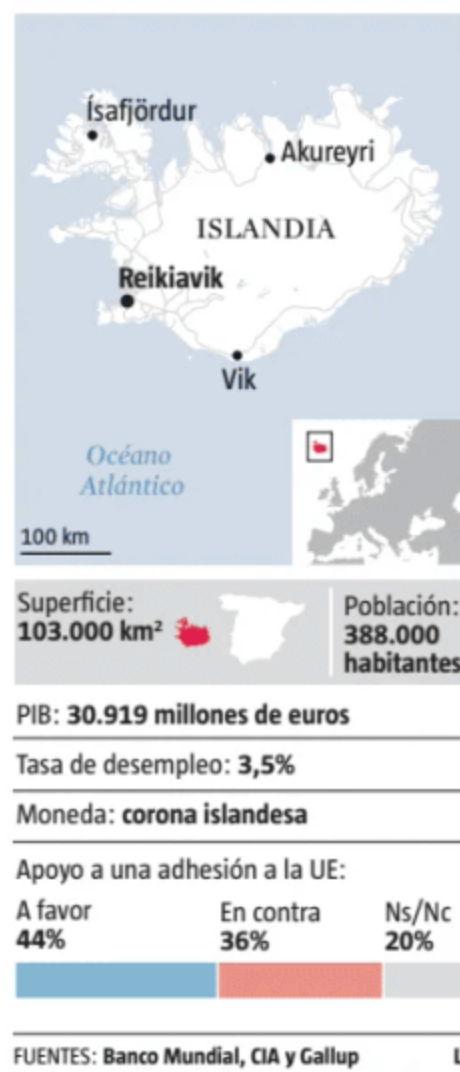 Ísafjördur
Akureyri
ISLANDIA
Reikiavik
Vik
Océano
Atlántico
100 km
Superficie:
103.000 km²
Población:
388.000
habitantes
PIB: 30.919 millones de euros
Tasa de desempleo: 3,5%
Moneda: corona islandesa
Apoyo a una adhesión a la UE:
A favor
44%
En contra
36%
Ns/Nc
20%
FUENTES: Banco Mundial, CIA y Gallup